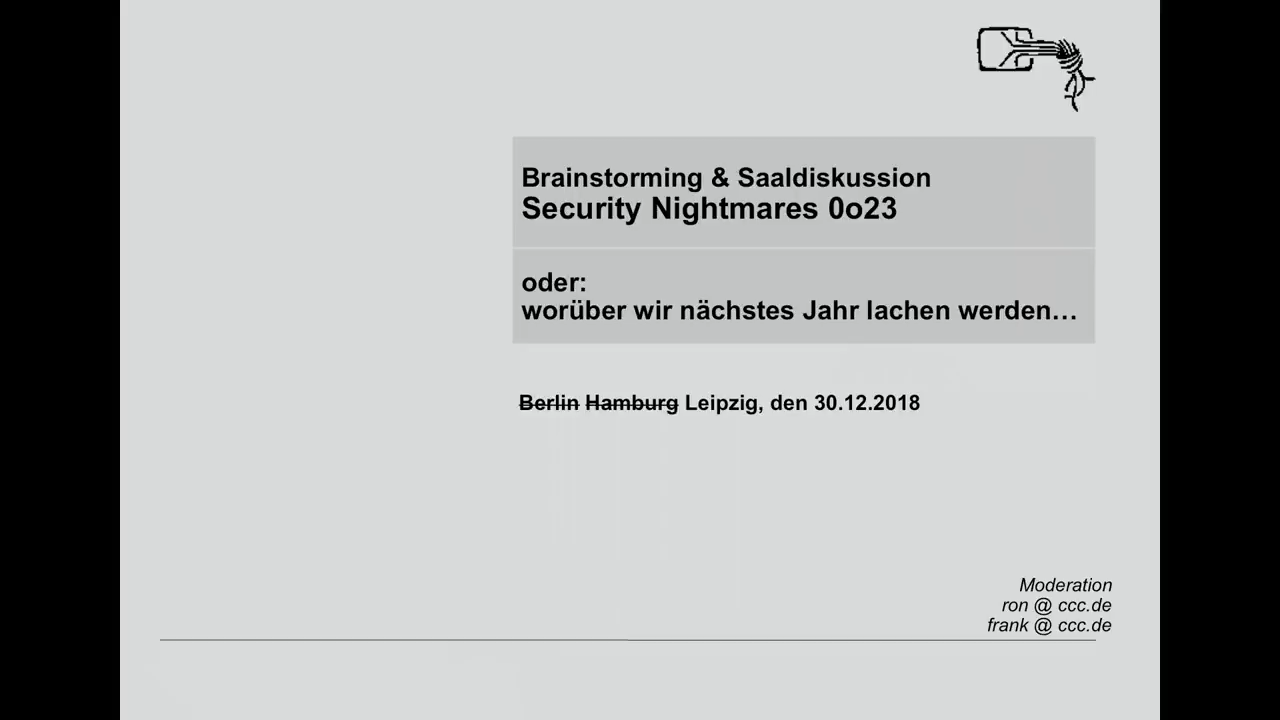 Brainstorming & Saaldiskussion
Security Nightmares 0o23
oder:
worüber wir nächstes Jahr lachen werden…
Berlin Hamburg Leipzig, den 30.12.2018
Moderation
ron @ ccc.de
frank @ ccc.de